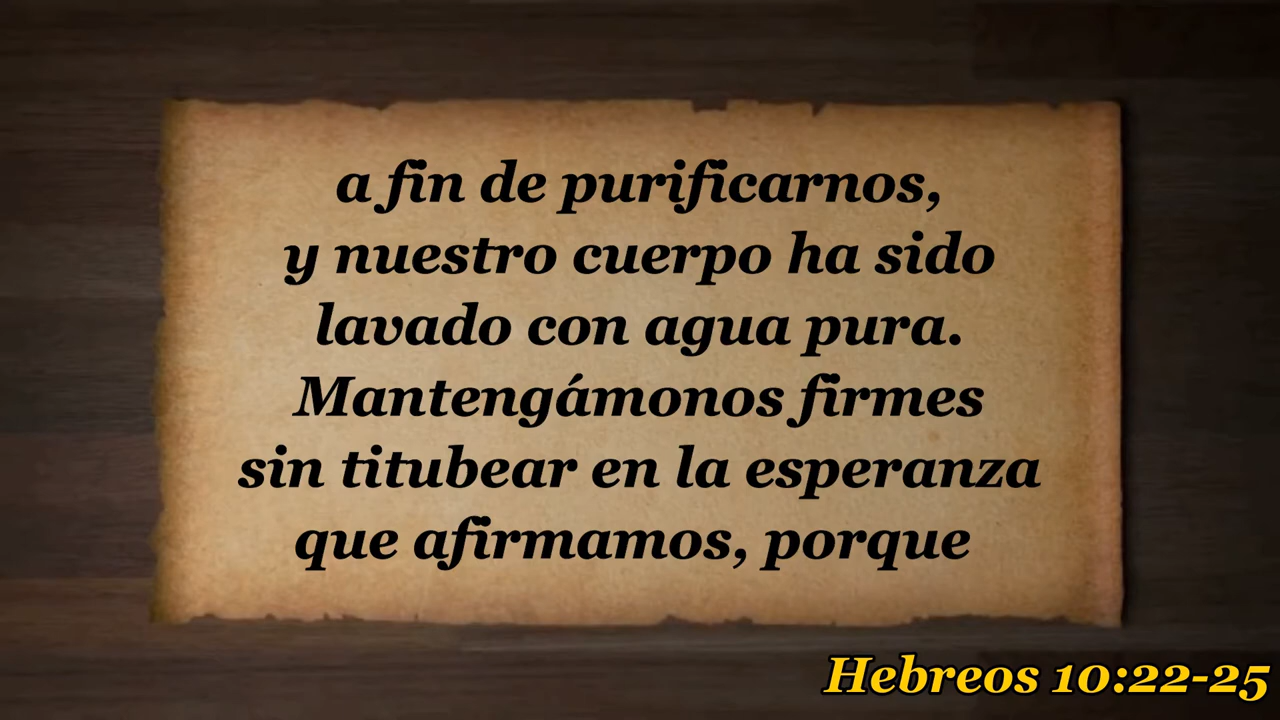 a fin de purificarnos,
y nuestro cuerpo ha sido
lavado con agua pura.
Mantengámonos firmes
sin titubear en la esperanza
que afirmamos, porque
Hebreos 10:22-25